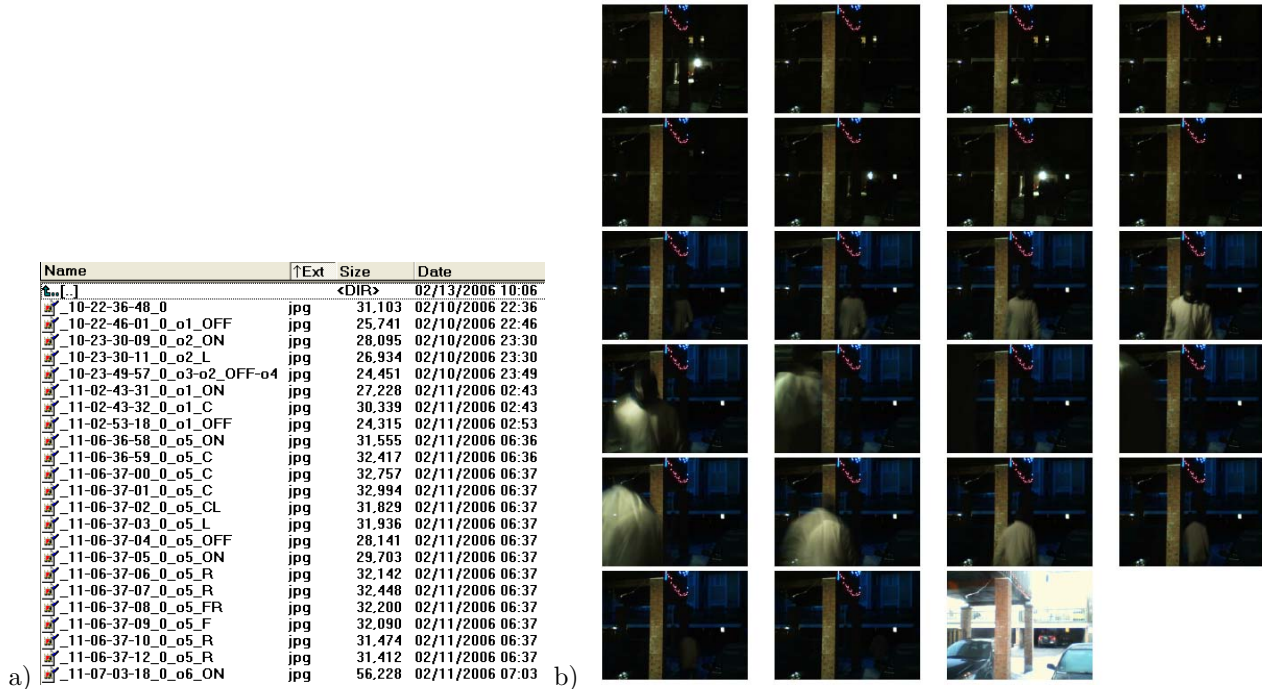 Name ↑Ext Size Date
[..] <DIR> 02/13/2006 10:06
_10-22-36-48_0 jpg 31,103 02/10/2006 22:36
_10-22-46-01_0_o1_OFF jpg 25,741 02/10/2006 22:46
_10-23-30-09_0_o2_ON jpg 28,095 02/10/2006 23:30
_10-23-30-11_0_o2_L jpg 26,934 02/10/2006 23:30
_10-23-49-57_0_o3-o2_OFF-o4 jpg 24,451 02/10/2006 23:49
_11-02-43-31_0_o1_ON jpg 27,228 02/11/2006 02:43
_11-02-43-32_0_o1_C jpg 30,339 02/11/2006 02:43
_11-02-53-18_0_o1_OFF jpg 24,315 02/11/2006 02:53
_11-06-36-58_0_o5_ON jpg 31,555 02/11/2006 06:36
_11-06-36-59_0_o5_C jpg 32,417 02/11/2006 06:36
_11-06-37-00_0_o5_C jpg 32,757 02/11/2006 06:37
_11-06-37-01_0_o5_C jpg 32,994 02/11/2006 06:37
_11-06-37-02_0_o5_CL jpg 31,829 02/11/2006 06:37
_11-06-37-03_0_o5_L jpg 31,936 02/11/2006 06:37
_11-06-37-04_0_o5_OFF jpg 28,141 02/11/2006 06:37
_11-06-37-05_0_o5_ON jpg 29,703 02/11/2006 06:37
_11-06-37-06_0_o5_R jpg 32,142 02/11/2006 06:37
_11-06-37-07_0_o5_R jpg 32,448 02/11/2006 06:37
_11-06-37-08_0_o5_FR jpg 32,200 02/11/2006 06:37
_11-06-37-09_0_o5_F jpg 32,090 02/11/2006 06:37
_11-06-37-10_0_o5_R jpg 31,474 02/11/2006 06:37
_11-06-37-12_0_o5_R jpg 31,412 02/11/2006 06:37
_11-07-03-18_0_o6_ON jpg 56,228 02/11/2006 07:03
a)
b)